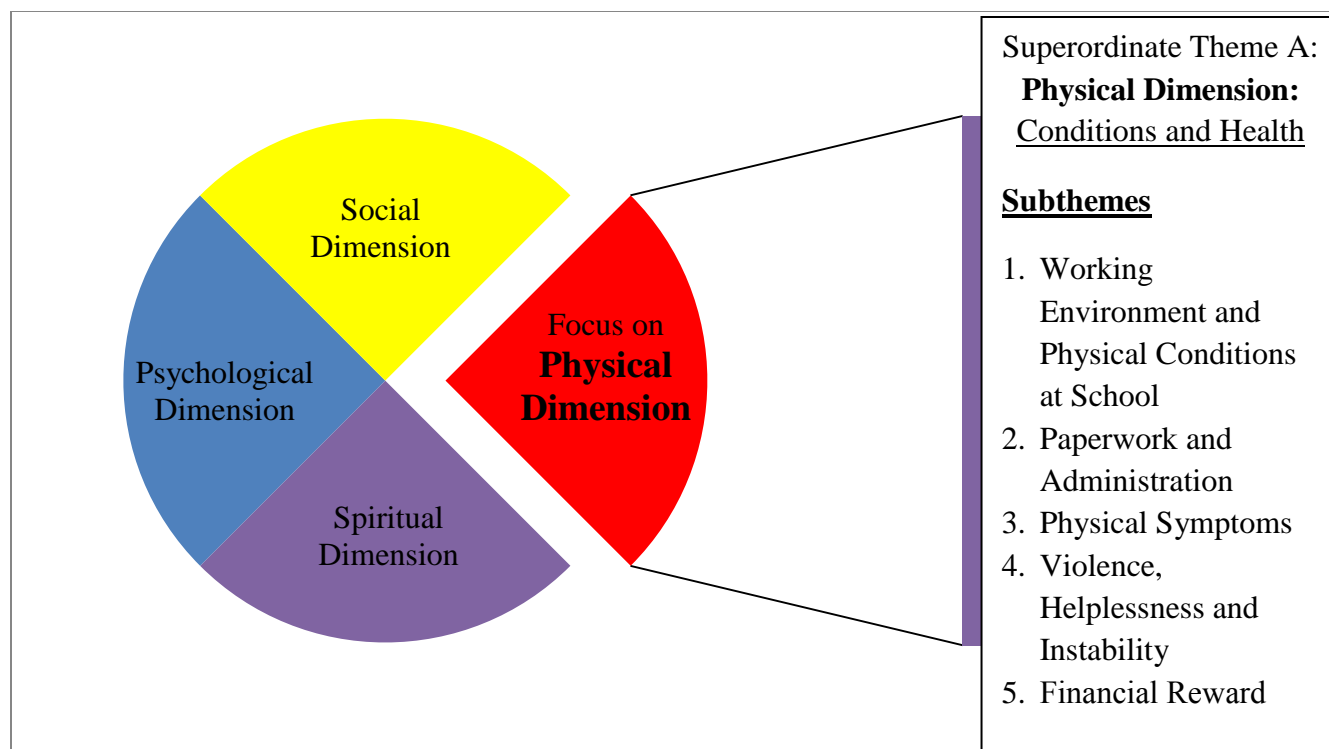 Social
Dimension
Psychological
Dimension
Spiritual
Dimension
Focus on
Physical
Dimension
Superordinate Theme A:
Physical Dimension:
Conditions and Health
Subthemes
1. Working
Environment and
Physical Conditions
at School
2. Paperwork and
Administration
3. Physical Symptoms
4. Violence,
Helplessness and
Instability
5. Financial Reward